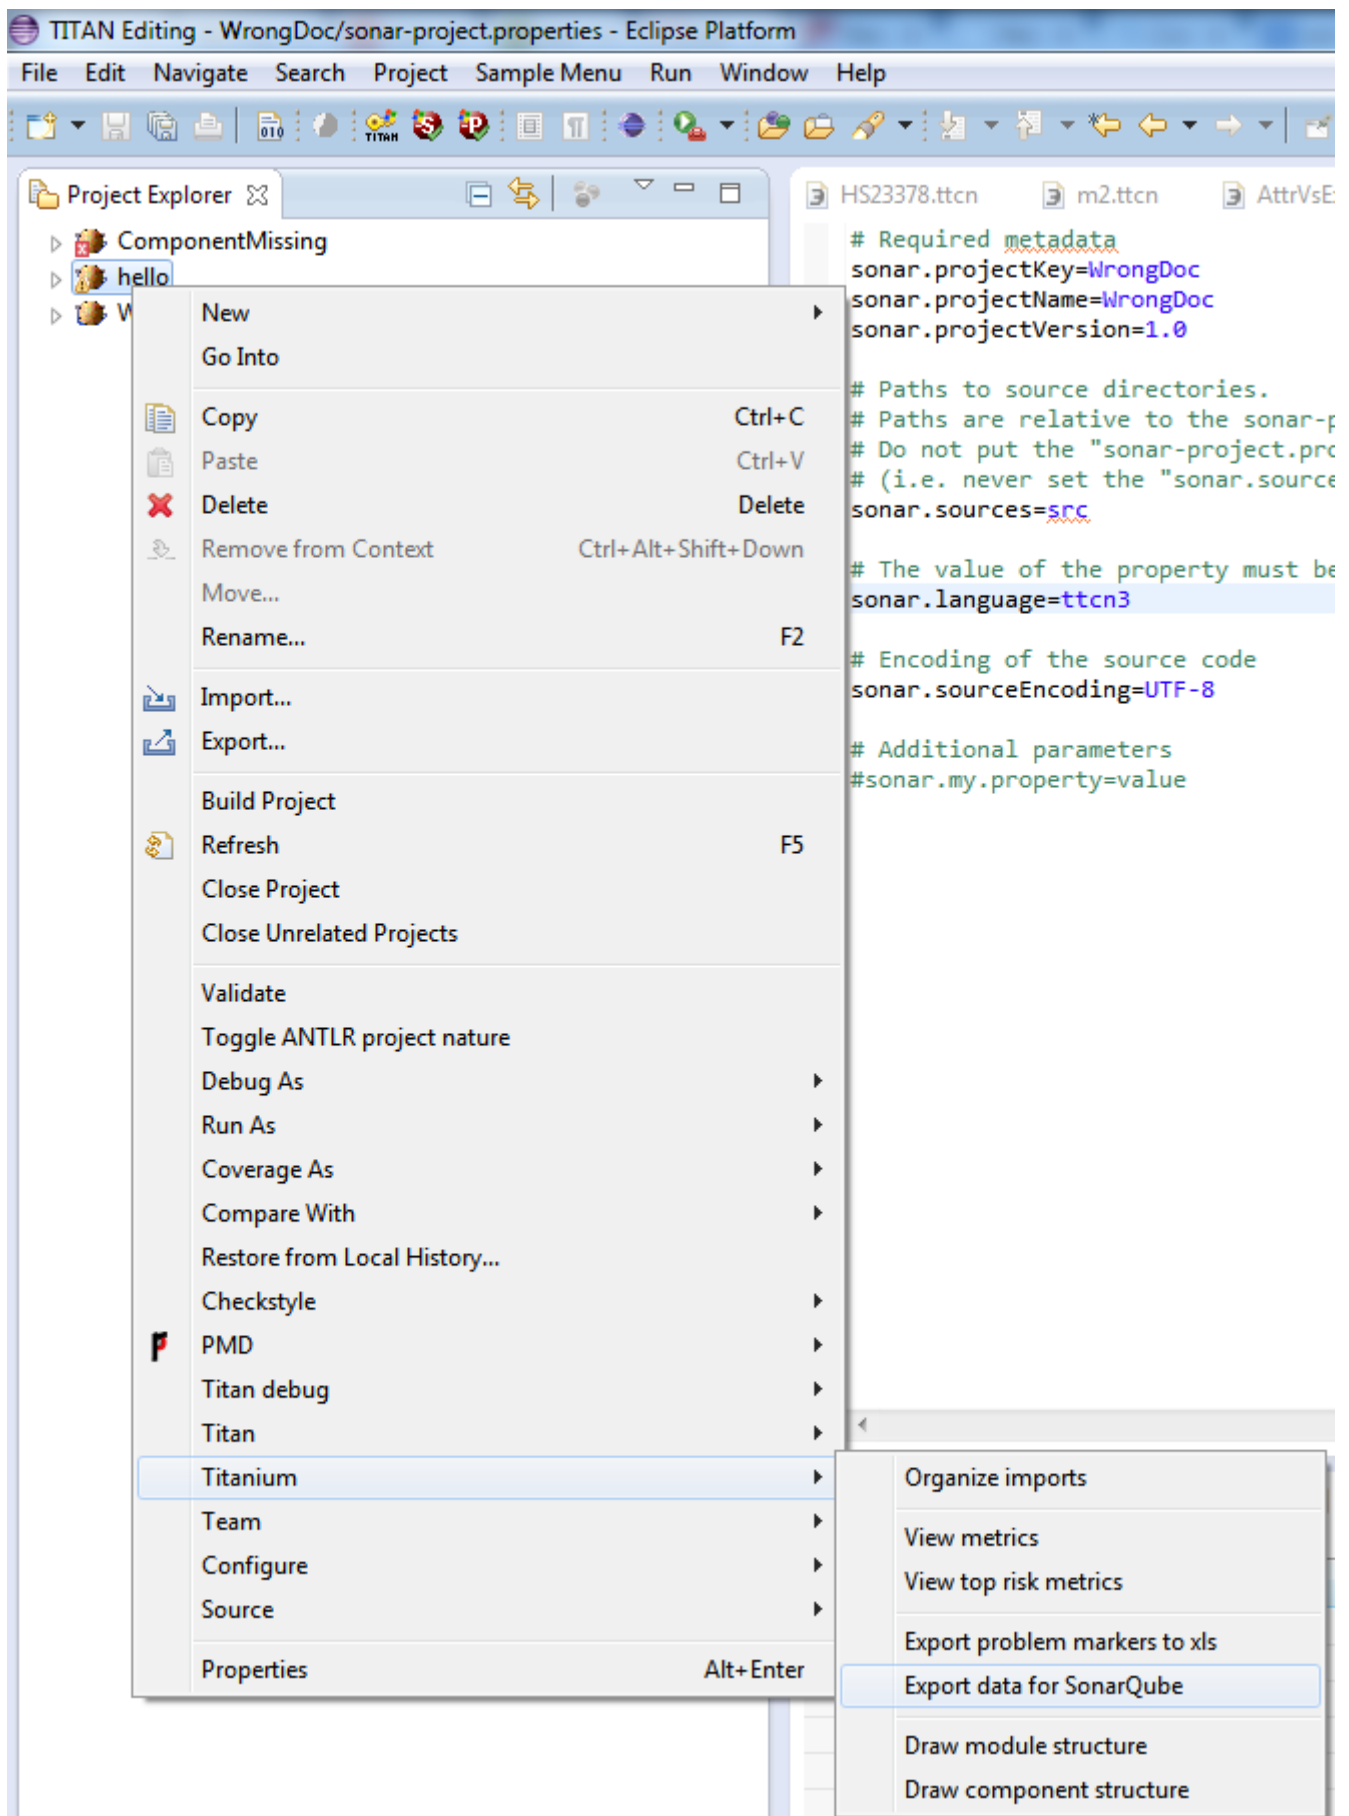 TITAN Editing - WrongDoc/sonar-project.properties - Eclipse Platform
File Edit Navigate Search Project Sample Menu Run Window Help
010 TITAN
Project Explorer
HS23378.ttcn m2.ttcn
ComponentMissing
hello
# Required metadata
sonar.projectKey=WrongDoc
sonar.projectName=WrongDoc
sonar.projectVersion=1.0
# Paths to source directories.
# Paths are relative to the
# Do not put the
# (i.e. never set the
sonar.sources=src
# The value of the property must be
sonar.language=ttcn3
# Encoding of the source code
sonar.sourceEncoding=UTF-8
# Additional parameters
#sonar.my.property=value
New
Go Into
Copy Ctrl+C
Paste Ctrl+V
Delete Delete
Remove from Context Ctrl+Alt+Shift+Down
Move...
Rename... F2
Import...
Export...
Build Project
Refresh F5
Close Project
Close Unrelated Projects
Validate
Toggle ANTLR project nature
Debug As
Run As
Coverage As
Compare With
Restore from Local History...
Checkstyle
PMD
Titan debug
Titan
Titanium
Team
Configure
Source
Properties Alt+Enter
Organize imports
View metrics
View top risk metrics
Export problem markers to xls
Export data for SonarQube
Draw module structure
Draw component structure